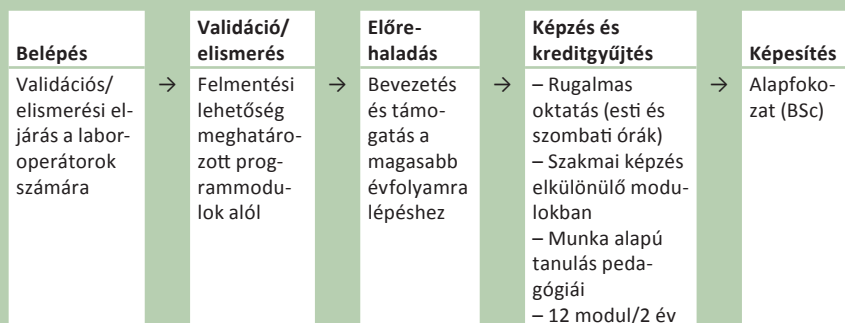 Belépés
Validációs/
elismerési el-
járás a labor-
operátorok
számára
→
Validáció/
elismerés
Felmentési
lehetőség
meghatáro-
zott prog-
rammodu-
lok alól
→
Előre-
haladás
Bevezetés
és támo-
gatás a
magasabb
évfolyamra
lépéshez
→
Képzés és
kreditgyűjtés
– Rugalmas
oktatás (esti és
szombati órák)
– Szakmai képzés
elkülönülő modu-
lokban
– Munka alapú
tanulás peda-
gógiái
– 12 modul/2 év
→
Képesítés
Alapfoko-
zat (BSc)